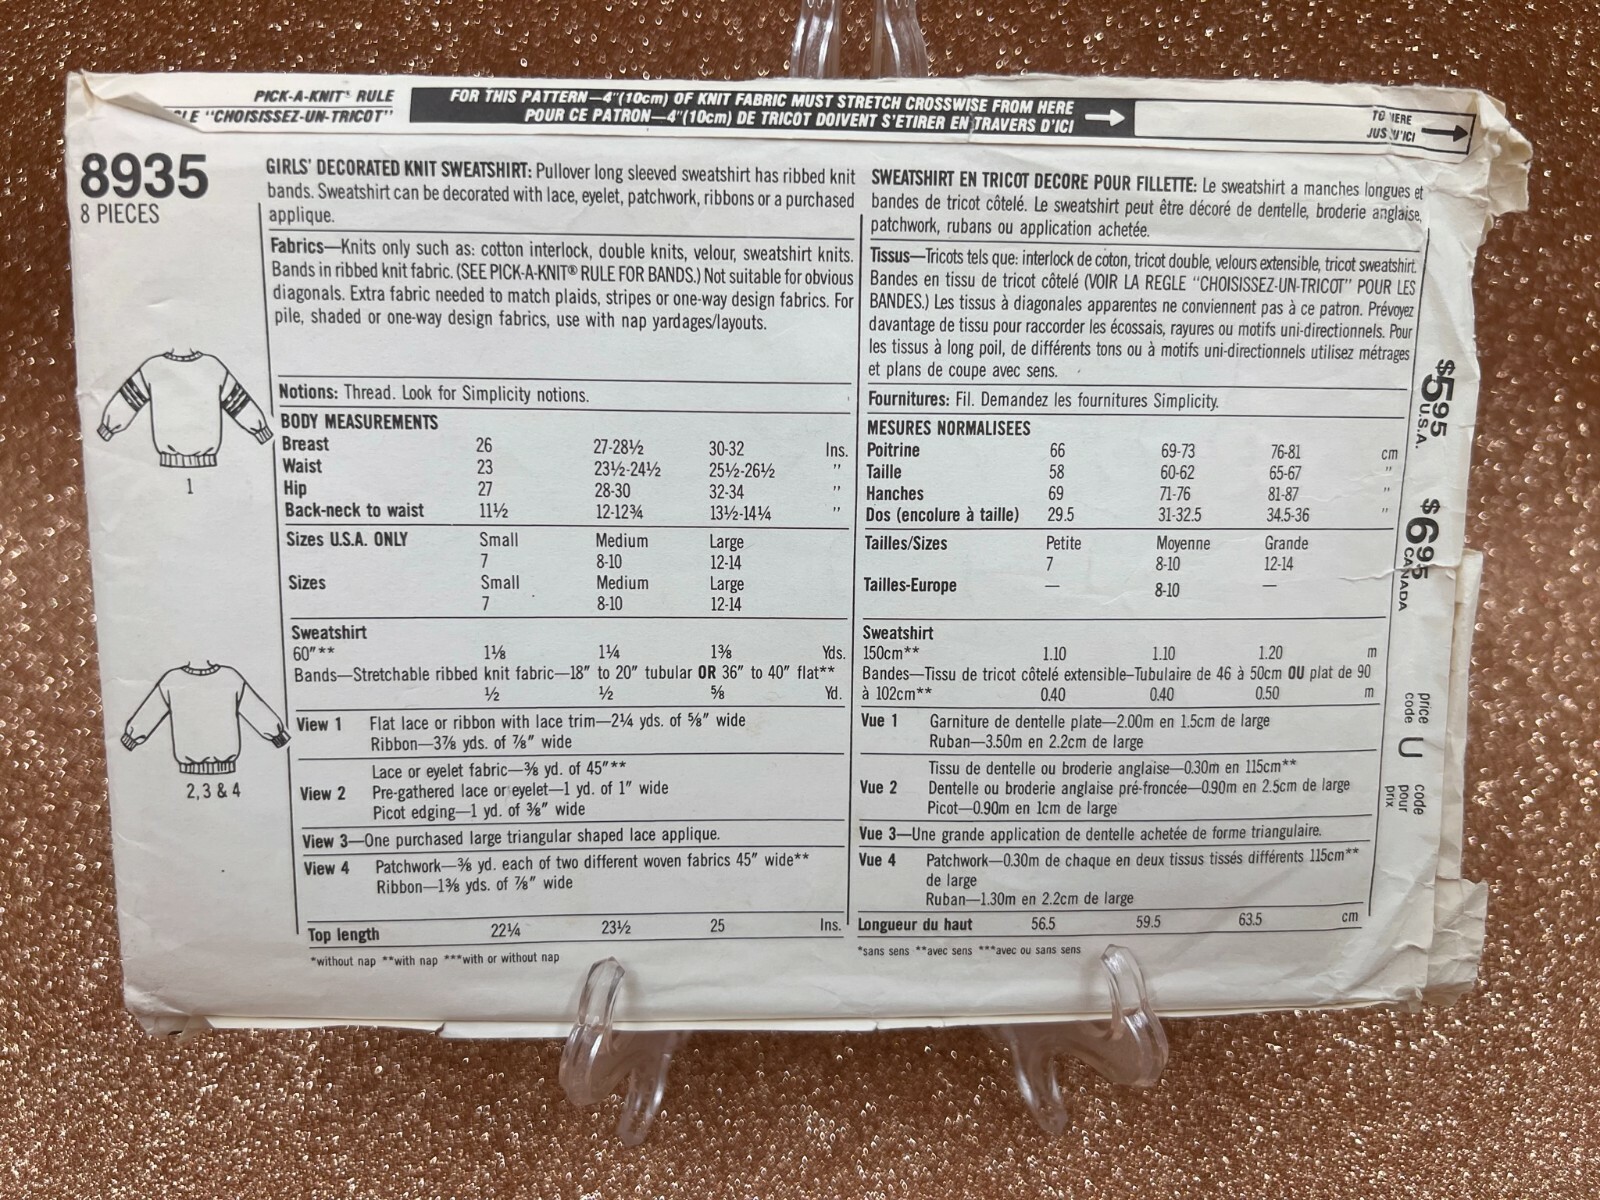 PICK-A-KNIT® RULE
"CHOISISSEZ-UN-TRICOT"
FOR THIS PATTERN—4"(10cm) OF KNIT FABRIC MUST STRETCH CROSSWISE FROM HERE
POUR CE PATRON—4"(10cm) DE TRICOT DOIVENT S'ETIRER EN TRAVERS D'ICI
TO HERE
JUSQU'ICI
8935
8 PIECES
GIRLS' DECORATED KNIT SWEATSHIRT: Pullover long sleeved sweatshirt has ribbed knit
bands. Sweatshirt can be decorated with lace, eyelet, patchwork, ribbons or a purchased
applique.
Fabrics—Knits only such as: cotton interlock, double knits, velour, sweatshirt knits.
Bands in ribbed knit fabric. (SEE PICK-A-KNIT® RULE FOR BANDS.) Not suitable for obvious
diagonals. Extra fabric needed to match plaids, stripes or one-way design fabrics. For
pile, shaded or one-way design fabrics, use with nap yardages/layouts.
Notions: Thread. Look for Simplicity notions.
BODY MEASUREMENTS
Breast 26 27-28½ 30-32 Ins.
Waist 23 23½-24½ 25½-26½ "
Hip 27 28-30 32-34 "
Back-neck to waist 11½ 12-12¾ 13½-14¼ "
Sizes U.S.A. ONLY Small Medium Large
7 8-10 12-14
Sizes Small Medium Large
7 8-10 12-14
Sweatshirt
60"** 1⅛ 1¼ 1⅜ Yds.
Bands—Stretchable ribbed knit fabric—18" to 20" tubular OR 36" to 40" flat**
½ ½ ⅝ Yd.
View 1 Flat lace or ribbon with lace trim—2¼ yds. of ⅝" wide
Ribbon—3⅞ yds. of ⅞" wide
Lace or eyelet fabric—⅜ yd. of 45"**
View 2 Pre-gathered lace or eyelet—1 yd. of 1" wide
Picot edging—1 yd. of ⅜" wide
View 3—One purchased large triangular shaped lace applique.
View 4 Patchwork—⅜ yd. each of two different woven fabrics 45" wide**
Ribbon—1⅜ yds. of ⅞" wide
Top length 22¼ 23½ 25 Ins.
*without nap **with nap ***with or without nap
1
2, 3 & 4
SWEATSHIRT EN TRICOT DECORE POUR FILLETTE: Le sweatshirt a manches longues et
bandes de tricot côtelé. Le sweatshirt peut être décoré de dentelle, broderie anglaise,
patchwork, rubans ou application achetée.
Tissus—Tricots tels que: interlock de coton, tricot double, velours extensible, tricot sweatshirt.
Bandes en tissu de tricot côtelé (VOIR LA REGLE "CHOISISSEZ-UN-TRICOT" POUR LES
BANDES.) Les tissus à diagonales apparentes ne conviennent pas à ce patron. Prévoyez
davantage de tissu pour raccorder les écossais, rayures ou motifs uni-directionnels. Pour
les tissus à long poil, de différents tons ou à motifs uni-directionnels utilisez métrages
et plans de coupe avec sens.
Fournitures: Fil. Demandez les fournitures Simplicity.
MESURES NORMALISEES
Poitrine 66 69-73 76-81 cm
Taille 58 60-62 65-67 "
Hanches 69 71-76 81-87 "
Dos (encolure à taille) 29.5 31-32.5 34.5-36 "
Tailles/Sizes Petite Moyenne Grande
7 8-10 12-14
Tailles-Europe — 8-10 —
Sweatshirt
150cm** 1.10 1.10 1.20 m
Bandes—Tissu de tricot côtelé extensible–Tubulaire de 46 à 50cm OU plat de 90
à 102cm** 0.40 0.40 0.50 m
Vue 1 Garniture de dentelle plate—2.00m en 1.5cm de large
Ruban—3.50m en 2.2cm de large
Tissu de dentelle ou broderie anglaise—0.30m en 115cm**
Vue 2 Dentelle ou broderie anglaise pré-froncée—0.90m en 2.5cm de large
Picot—0.90m en 1cm de large
Vue 3—Une grande application de dentelle achetée de forme triangulaire.
Vue 4 Patchwork—0.30m de chaque en deux tissus tissés différents 115cm**
de large
Ruban—1.30m en 2.2cm de large
Longueur du haut 56.5 59.5 63.5 cm
*sans sens **avec sens ***avec ou sans sens
$5.95
U.S.A.
$6.95
CANADA
price
code
U
code
pour
prix